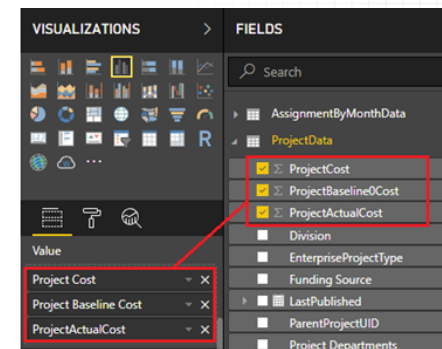 VISUALIZATIONS
FIELDS
Search
R
Value
Project Cost
Project Baseline Cost
ProjectActualCost
AssignmentByMonthData
ProjectData
Σ ProjectCost
Σ ProjectBaseline0Cost
Σ ProjectActualCost
Division
EnterpriseProjectType
Funding Source
LastPublished
ParentProjectUID
Project Departments